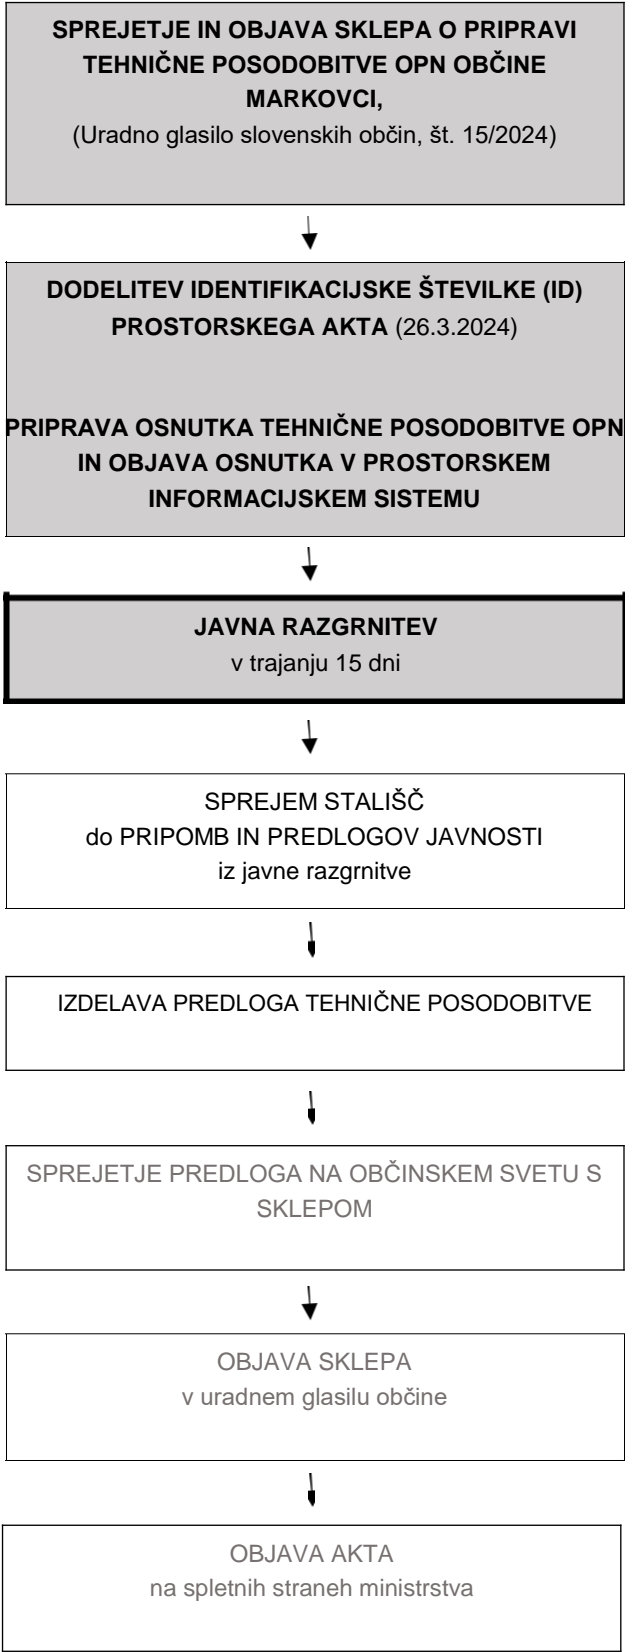 SPREJETJE IN OBJAVA SKLEPA O PRIPRAVI
TEHNIČNE POSODOBITVE OPN OBČINE
MARKOVCI,
(Uradno glasilo slovenskih občin, št. 15/2024)
DODELITEV IDENTIFIKACIJSKE ŠTEVILKE (ID)
PROSTORSKEGA AKTA (26.3.2024)
PRIPRAVA OSNUTKA TEHNIČNE POSODOBITVE OPN
IN OBJAVA OSNUTKA V PROSTORSKEM
INFORMACIJSKEM SISTEMU
JAVNA RAZGRNITEV
v trajanju 15 dni
SPREJEM STALIŠČ
do PRIPOMB IN PREDLOGOV JAVNOSTI
iz javne razgrnitve
IZDELAVA PREDLOGA TEHNIČNE POSODOBITVE
SPREJETJE PREDLOGA NA OBČINSKEM SVETU S
SKLEPOM
OBJAVA SKLEPA
v uradnem glasilu občine
OBJAVA AKTA
na spletnih straneh ministrstva